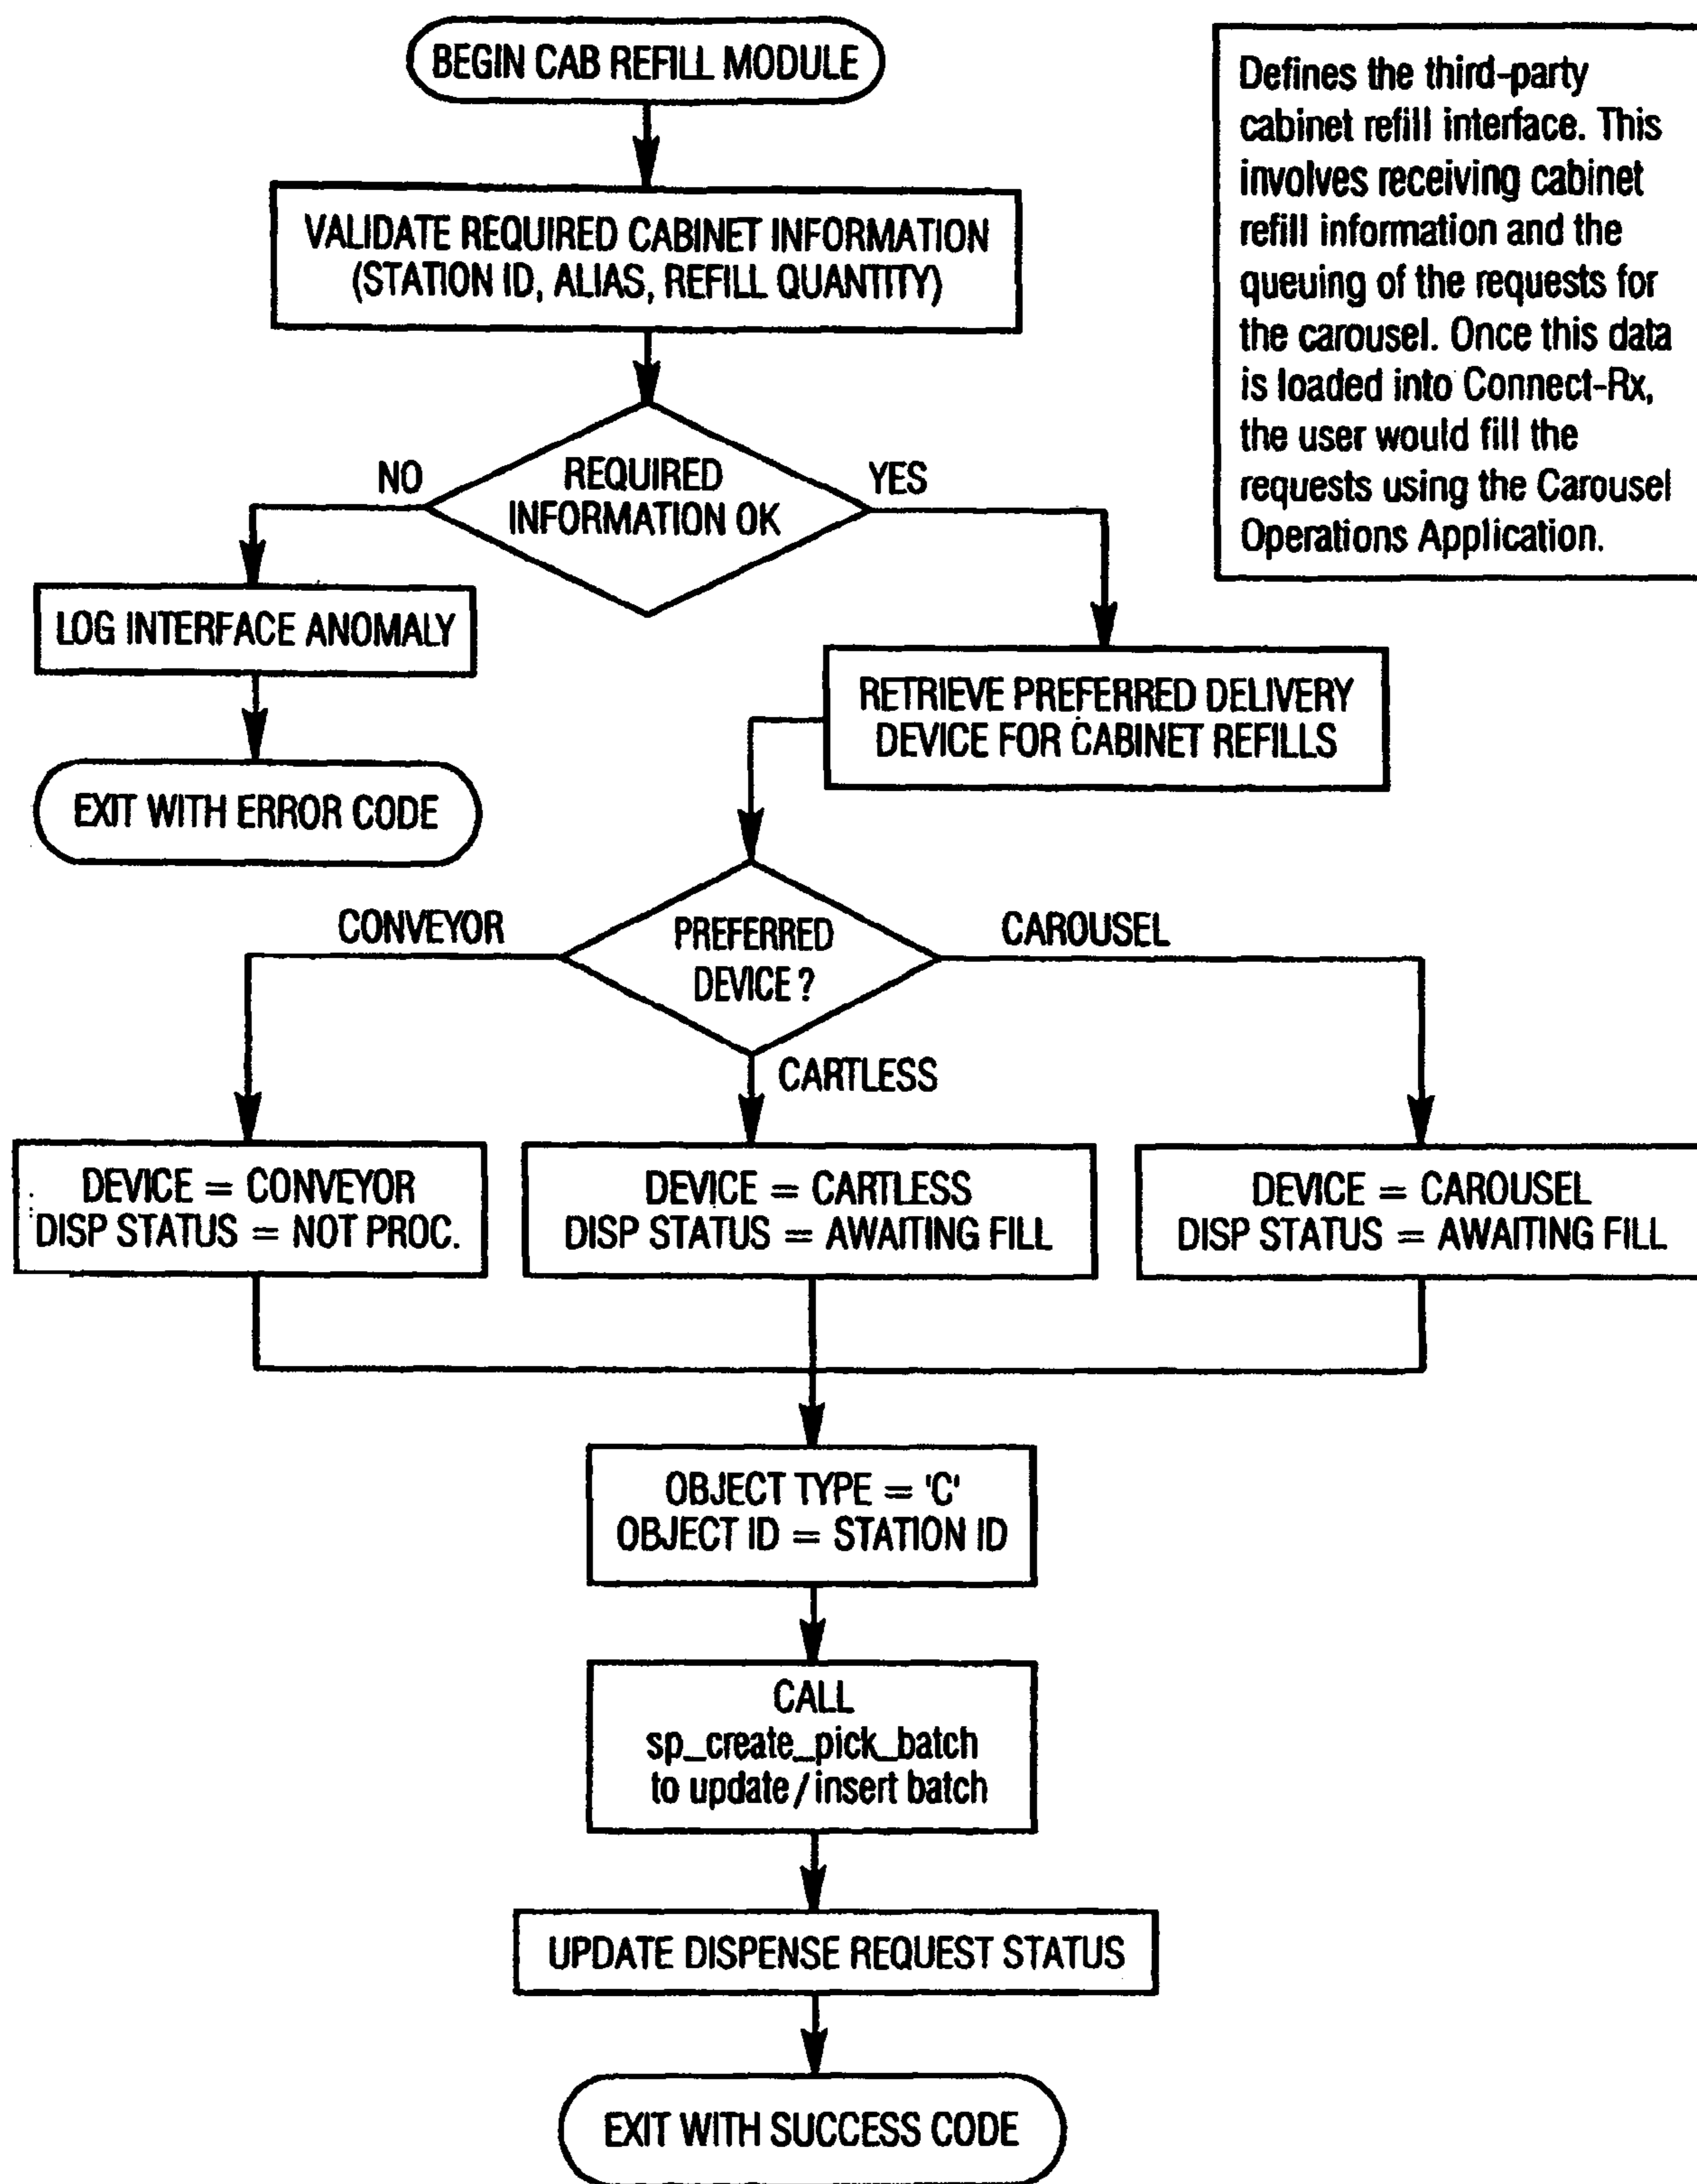 BEGIN CAB REFILL MODULE
Defines the third-party
cabinet refill interface. This
involves receiving cabinet
refill information and the
queuing of the requests for
the carousel. Once this data
is loaded into Connect-Rx,
the user would fill the
requests using the Carousel
Operations Application.
VALIDATE REQUIRED CABINET INFORMATION
(STATION ID, ALIAS, REFILL QUANTITY)
NO
REQUIRED
INFORMATION OK
YES
LOG INTERFACE ANOMALY
EXIT WITH ERROR CODE
RETRIEVE PREFERRED DELIVERY
DEVICE FOR CABINET REFILLS
CONVEYOR
PREFERRED
DEVICE ?
CAROUSEL
CARTLESS
DEVICE = CONVEYOR
DISP STATUS = NOT PROC.
DEVICE = CARTLESS
DISP STATUS = AWAITING FILL
DEVICE = CAROUSEL
DISP STATUS = AWAITING FILL
OBJECT TYPE = 'C'
OBJECT ID = STATION ID
CALL
sp_create_pick_batch
to update / insert batch
UPDATE DISPENSE REQUEST STATUS
EXIT WITH SUCCESS CODE